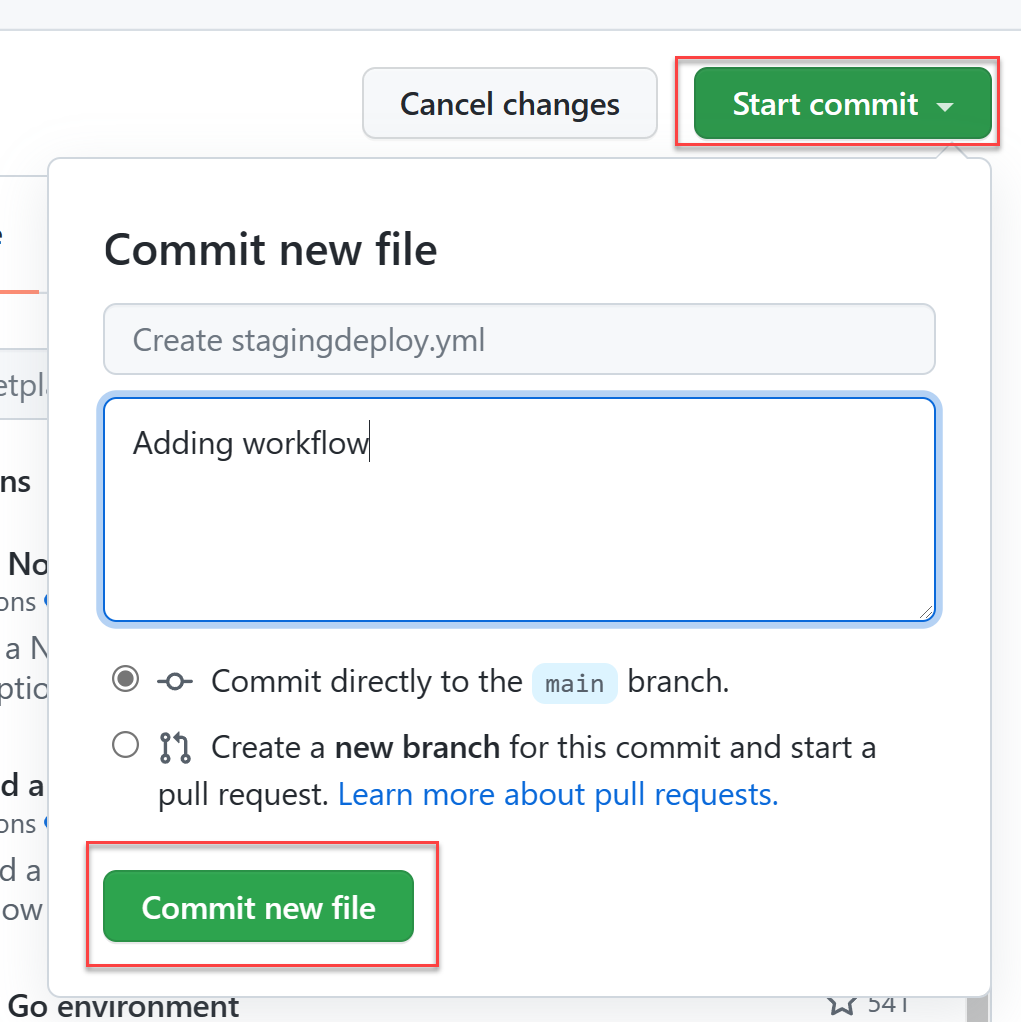 Cancel changes
Start commit
Commit new file
Create stagingdeploy.yml
Adding workflow
ns
No
ons
a N
ptio
Commit directly to the main branch.
Create a new branch for this commit and start a
pull request. Learn more about pull requests.
d a
ons
d a
ow
Commit new file
Go environment
541